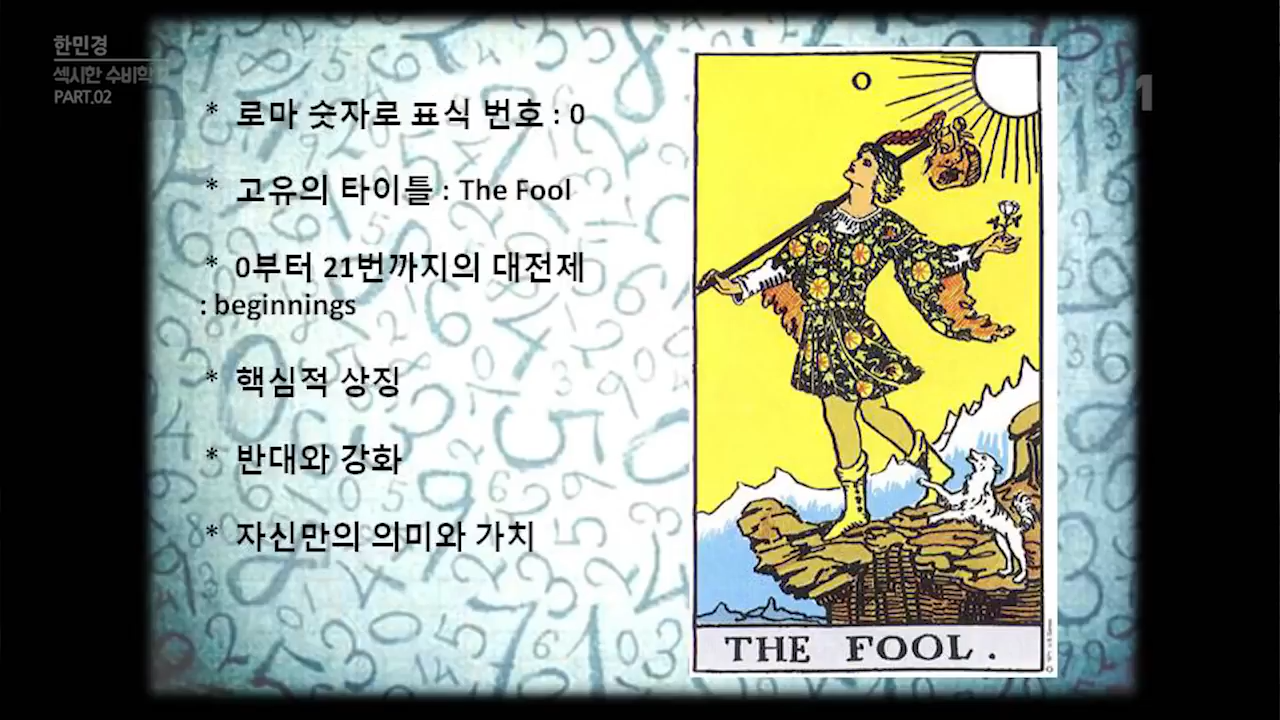 한민경
섹시한 수비학
PART.02
1
* 로마 숫자로 표식 번호 : 0
* 고유의 타이틀 : The Fool
* 0부터 21번까지의 대전제
: beginnings
* 핵심적 상징
* 반대와 강화
* 자신만의 의미와 가치
0
THE FOOL.